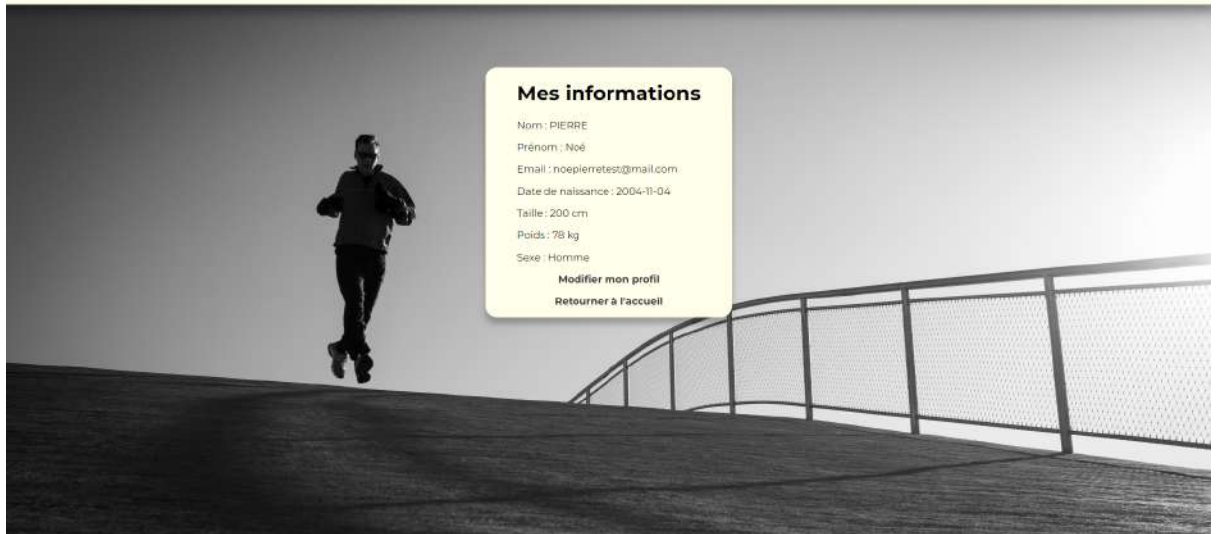 Mes informations
Nom : PIERRE
Prénom : Noé
Email : noepierretest@mail.com
Date de naissance : 2004-11-04
Taille : 200 cm
Poids : 78 kg
Sexe : Homme
Modifier mon profil
Retourner à l'accueil